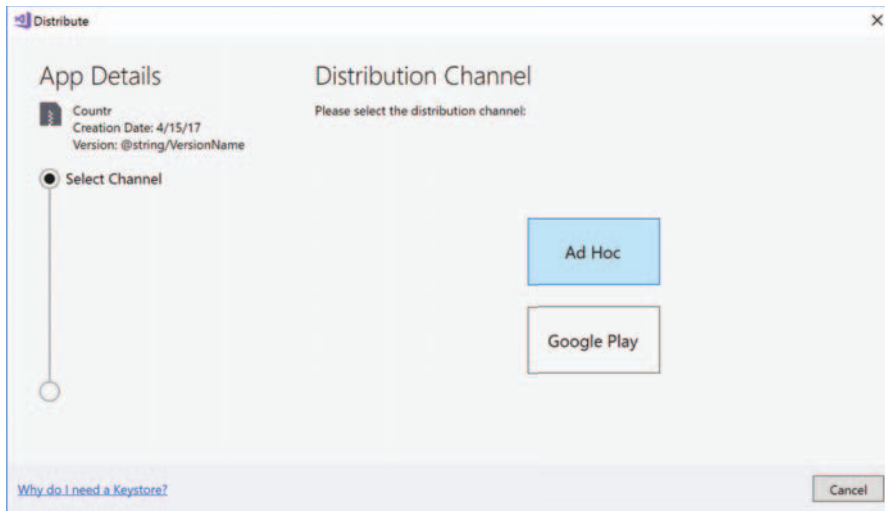 Distribute
App Details
Countr
Creation Date: 4/15/17
Version: @string/VersionName
Select Channel
Distribution Channel
Please select the distribution channel:
Ad Hoc
Google Play
Why do I need a Keystore?
Cancel